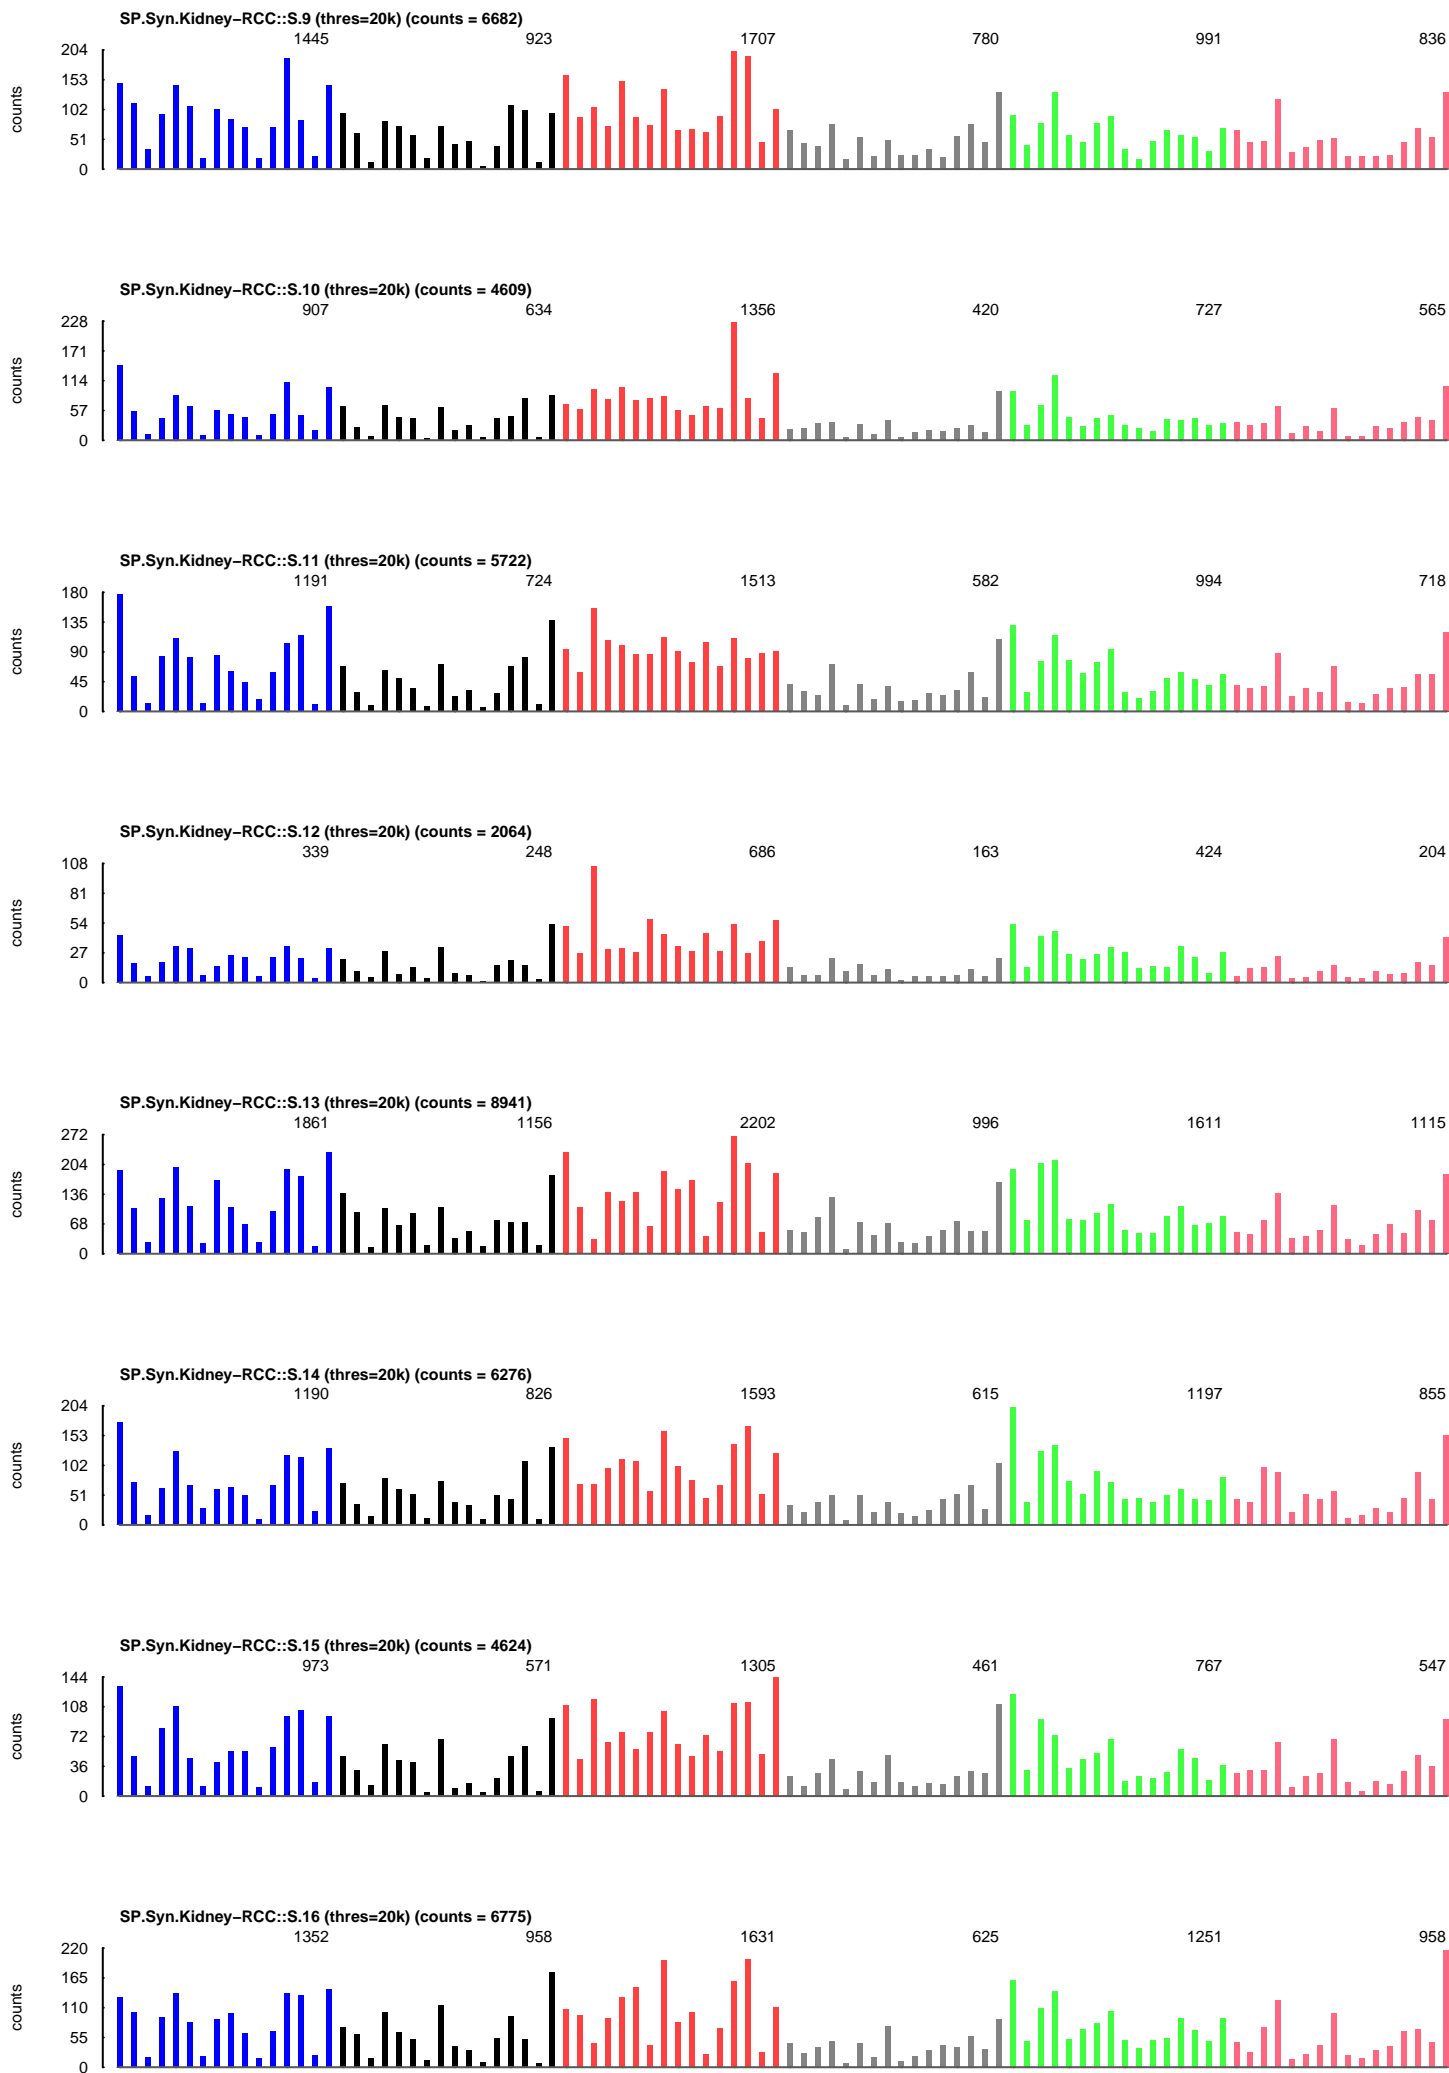 SP.Syn.Kidney−RCC::S.9 (thres=20k) (counts = 6682)
1445 923 1707 780 991 836
204
153
102
51
0
counts
SP.Syn.Kidney−RCC::S.10 (thres=20k) (counts = 4609)
907 634 1356 420 727 565
228
171
114
57
0
counts
SP.Syn.Kidney−RCC::S.11 (thres=20k) (counts = 5722)
1191 724 1513 582 994 718
180
135
90
45
0
counts
SP.Syn.Kidney−RCC::S.12 (thres=20k) (counts = 2064)
339 248 686 163 424 204
108
81
54
27
0
counts
SP.Syn.Kidney−RCC::S.13 (thres=20k) (counts = 8941)
1861 1156 2202 996 1611 1115
272
204
136
68
0
counts
SP.Syn.Kidney−RCC::S.14 (thres=20k) (counts = 6276)
1190 826 1593 615 1197 855
204
153
102
51
0
counts
SP.Syn.Kidney−RCC::S.15 (thres=20k) (counts = 4624)
973 571 1305 461 767 547
144
108
72
36
0
counts
SP.Syn.Kidney−RCC::S.16 (thres=20k) (counts = 6775)
1352 958 1631 625 1251 958
220
165
110
55
0
counts